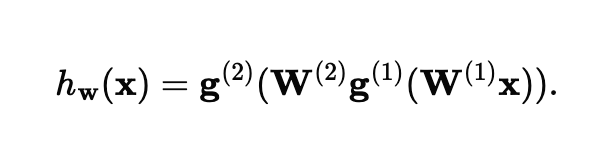 h_𝐰(𝐱) = 𝐠^(2)(𝐖^(2)𝐠^(1)(𝐖^(1)𝐱)).